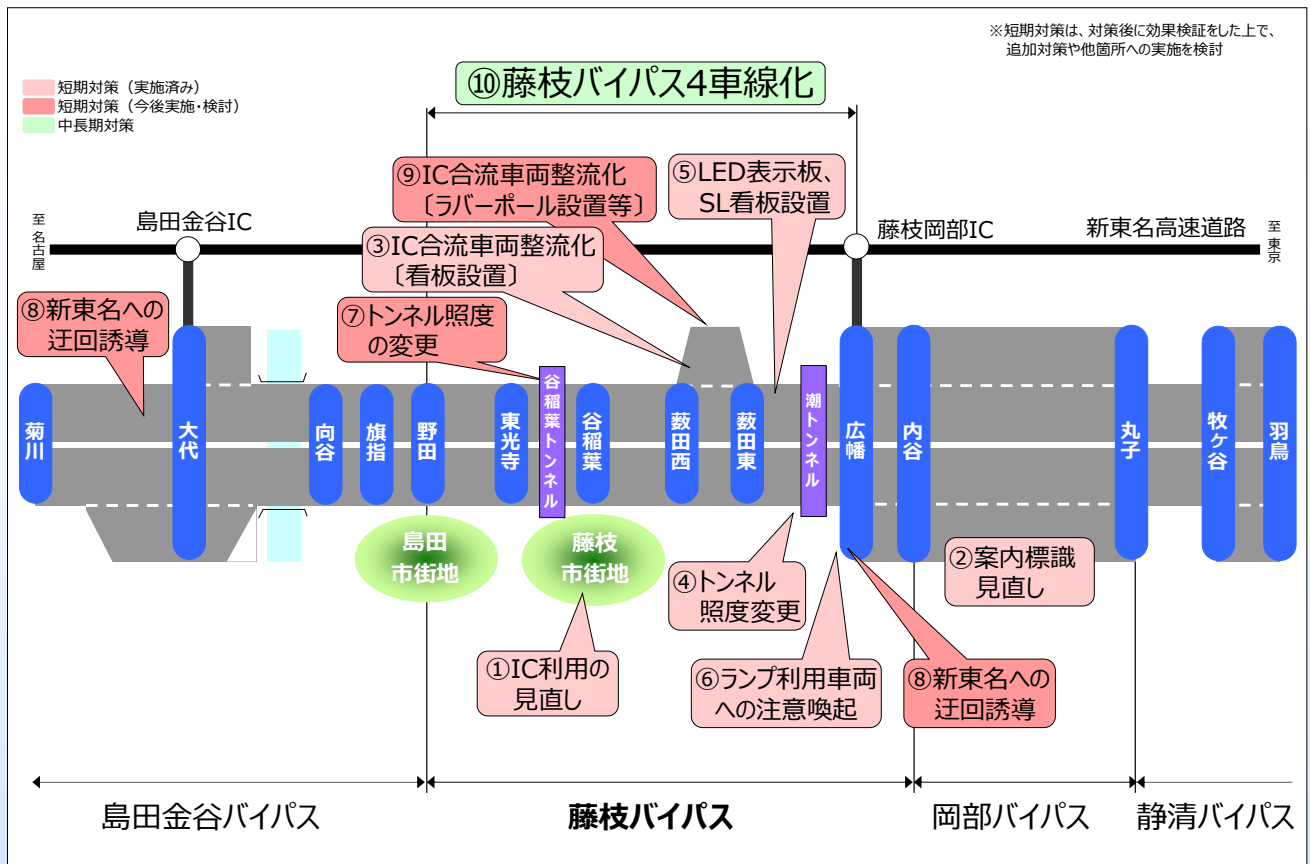 ※短期対策は、対策後に効果検証をした上で、
追加対策や他箇所への実施を検討
短期対策（実施済み）
短期対策（今後実施・検討）
中長期対策
⑩藤枝バイパス4車線化
⑨IC合流車両整流化
〔ラバーポール設置等〕
⑤LED表示板、
SL看板設置
至 名古屋
島田金谷IC
③IC合流車両整流化
〔看板設置〕
藤枝岡部IC
新東名高速道路
至 東京
⑧新東名への
迂回誘導
⑦トンネル照度
の変更
菊川
大代
向谷
旗指
野田
東光寺
谷稲葉トンネル
谷稲葉
薮田西
薮田東
潮トンネル
広幡
内谷
丸子
牧ケ谷
羽鳥
島田
市街地
藤枝
市街地
④トンネル
照度変更
②案内標識
見直し
①IC利用の
見直し
⑥ランプ利用車両
への注意喚起
⑧新東名への
迂回誘導
島田金谷バイパス
藤枝バイパス
岡部バイパス
静清バイパス